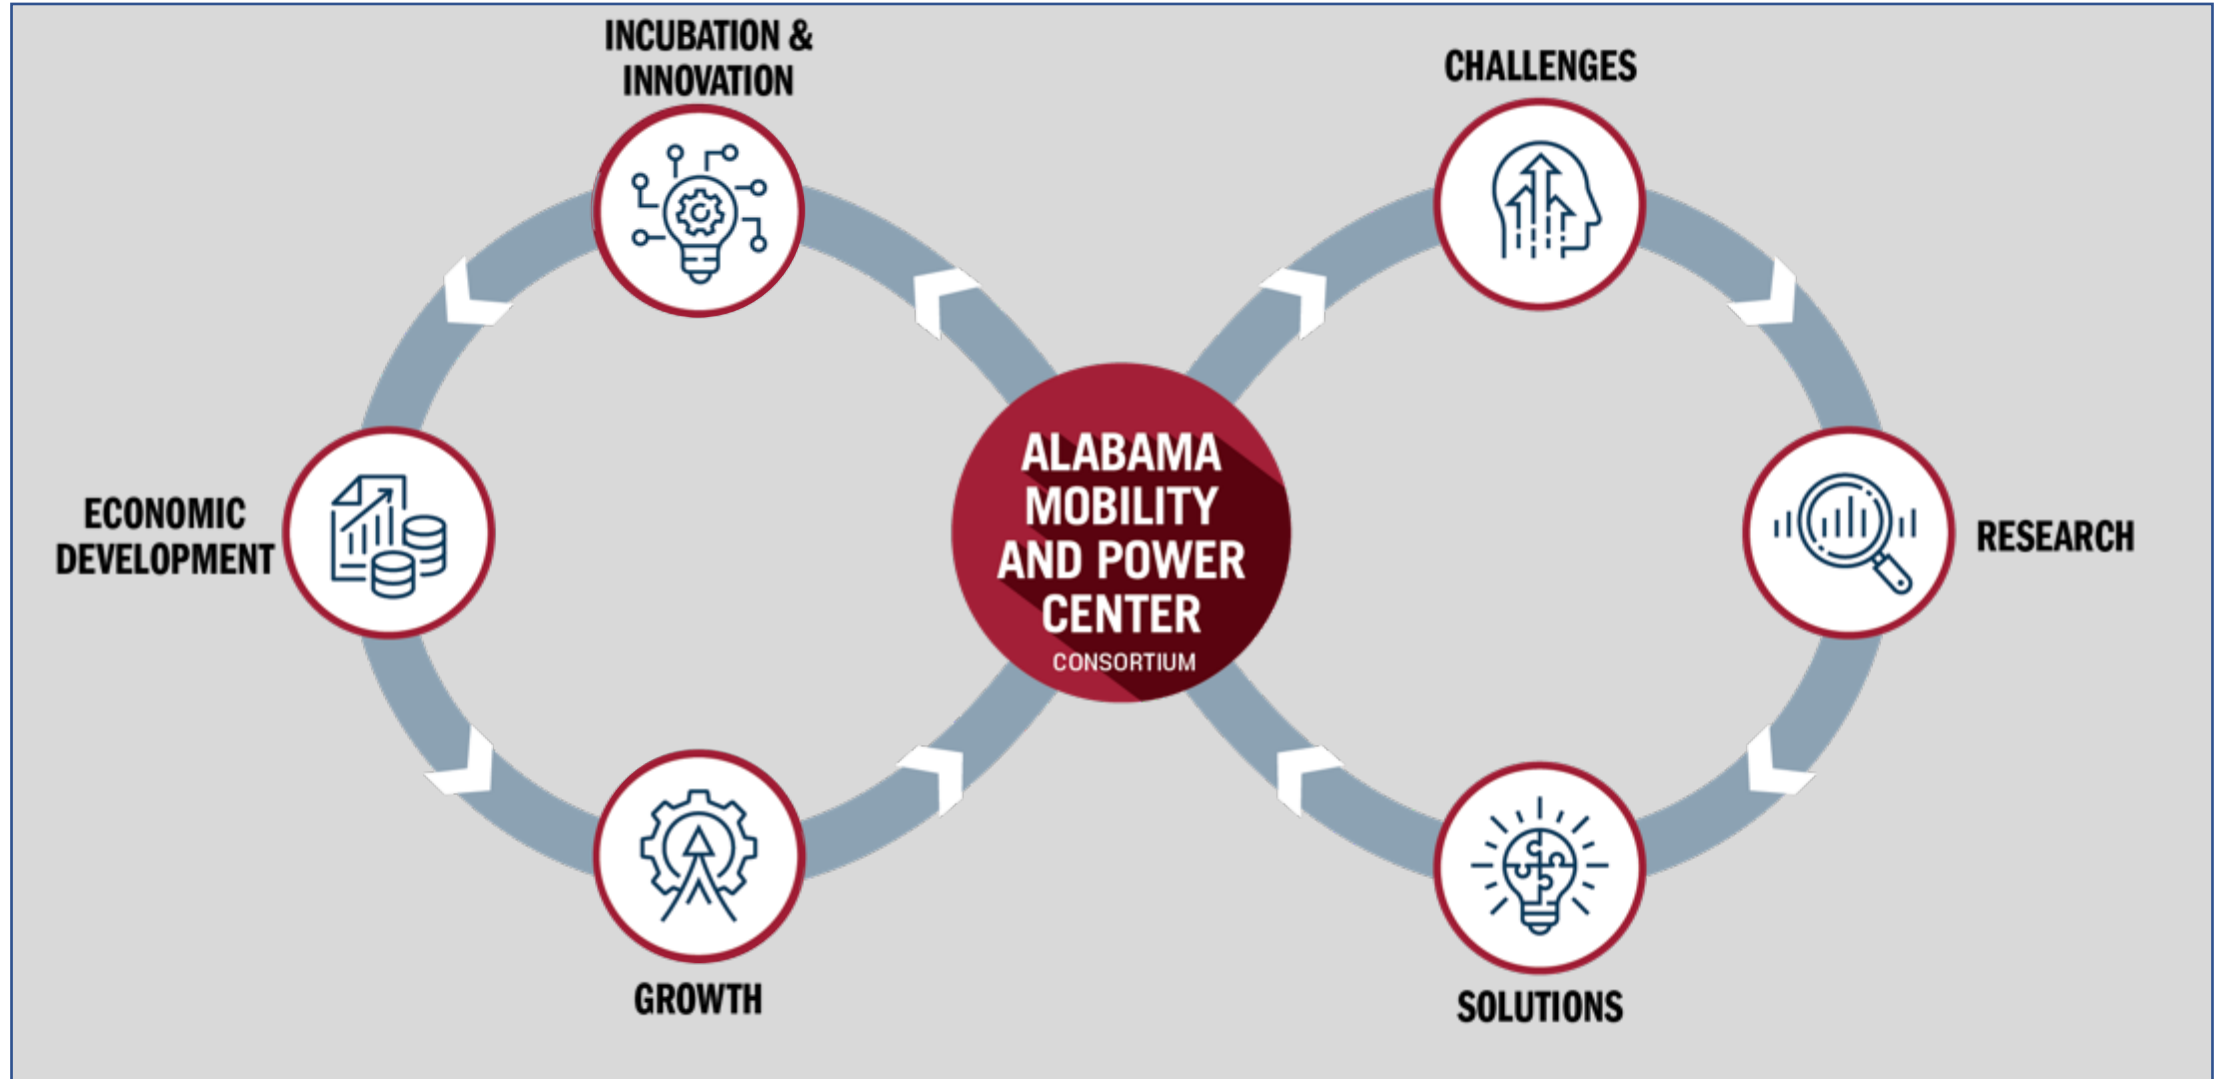 INCUBATION &
INNOVATION
CHALLENGES
ECONOMIC
DEVELOPMENT
ALABAMA
MOBILITY
AND POWER
CENTER
CONSORTIUM
RESEARCH
GROWTH
SOLUTIONS